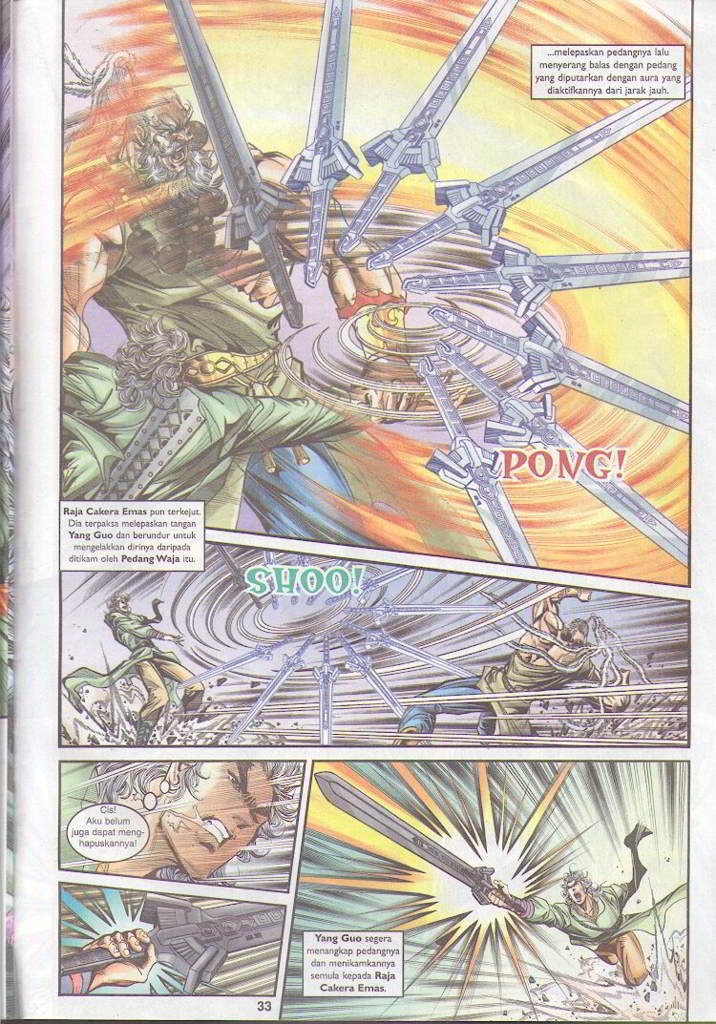 ...melepaskan pedangnya lalu
menyerang balas dengan pedang
yang diputarkan dengan aura yang
diaktifkannya dari jarak jauh.
PONG!
Raja Cakera Emas pun terkejut.
Dia terpaksa melepaskan tangan
Yang Guo dan berundur untuk
mengelakkan dirinya daripada
ditikam oleh Pedang Waja itu.
SHOO!
Cis!
Aku belum
juga dapat meng-
hapuskannya!
Yang Guo segera
menangkap pedangnya
dan menikamkannya
semula kepada Raja
Cakera Emas.
33